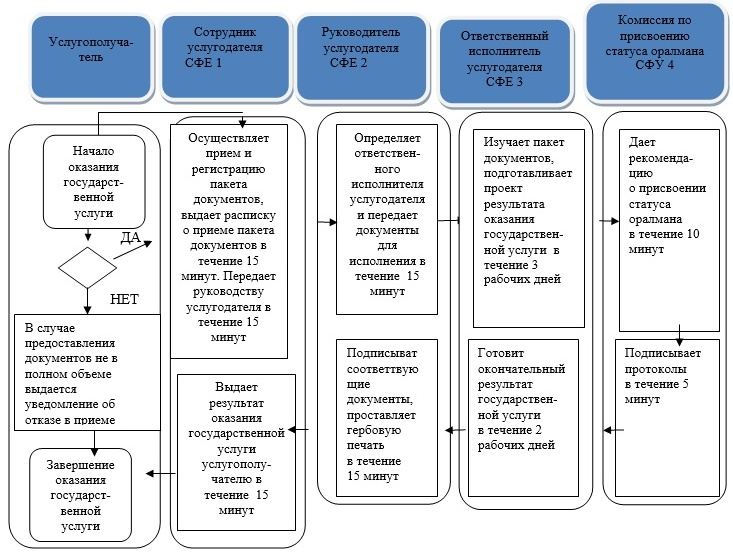 Услугополуча-
тель
Сотрудник
услугодателя
СФЕ 1
Руководитель
услугодателя
СФЕ 2
Ответственный
исполнитель
услугодателя
СФЕ 3
Комиссия по
присвоению
статуса оралмана
СФУ 4
Начало
оказания
государст-
венной
услуги
ДА
НЕТ
В случае
предоставления
документов не в
полном объеме
выдается
уведомление об
отказе в приеме
Завершение
оказания
государст-
венной
услуги
Осуществляет
прием и
регистрацию
пакета
документов,
выдает расписку
о приеме пакета
документов в
течение 15
минут. Передает
руководству
услугодателя в
течение 15
минут
Выдает
результат
оказания
государственной
услуги
услугополу-
чателю в
течение 15
минут
Определяет
ответствен-
ного
исполнителя
услугодателя
и передает
документы
для
исполнения в
течение 15
минут
Подписыват
соответтвую
щие
документы,
проставляет
гербовую
печать
в течение
15 минут
Изучает пакет
документов,
подготавливает
проект
результата
оказания
государствен-
ной услуги в
течение 3
рабочих дней
Готовит
окончательный
результат
государствен-
ной услуги
в течение 2
рабочих дней
Дает
рекоменда-
цию
о присвоении
статуса
оралмана
в течение 10
минут
Подписывает
протоколы
в течение 5
минут